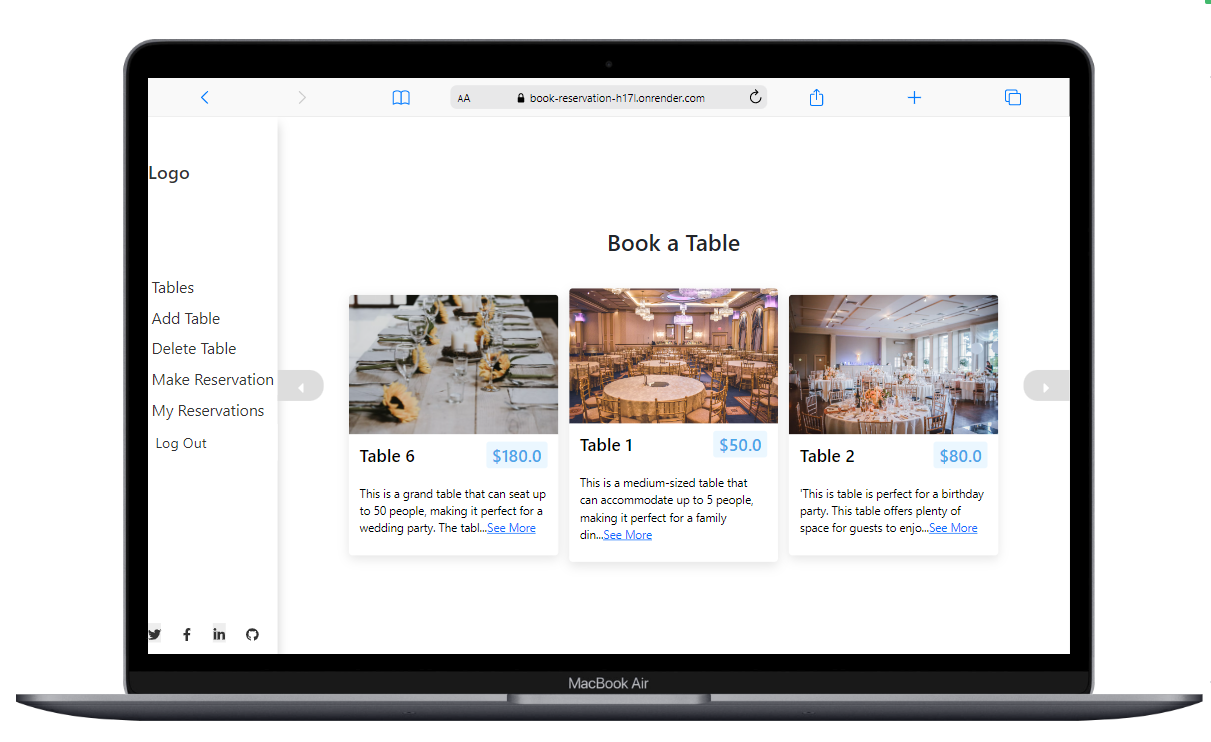 AA book-reservation-h17l.onrender.com
Logo
Tables
Add Table
Delete Table
Make Reservation
My Reservations
Log Out
Book a Table
Table 6 $180.0
This is a grand table that can seat up
to 50 people, making it perfect for a
wedding party. The tabl...See More
Table 1 $50.0
This is a medium-sized table that
can accommodate up to 5 people,
making it perfect for a family
din...See More
Table 2 $80.0
'This is table is perfect for a birthday
party. This table offers plenty of
space for guests to enjo...See More
MacBook Air